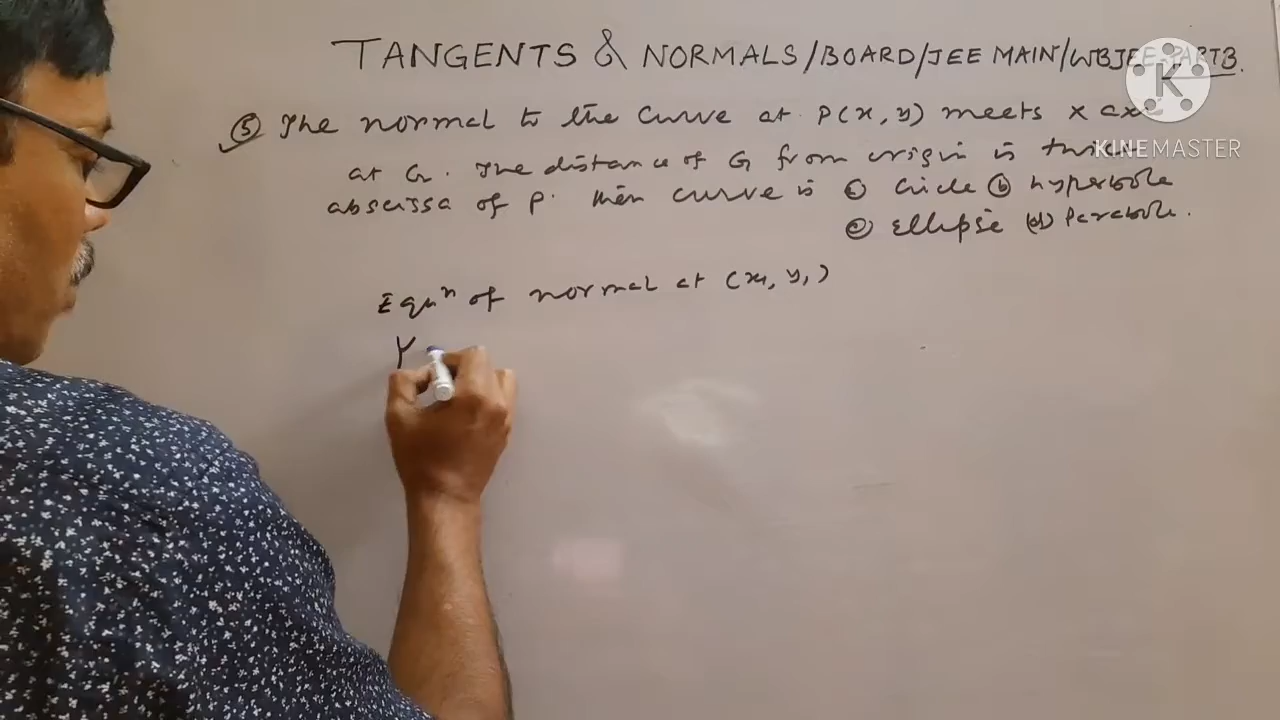 TANGENTS & NORMALS/BOARD/JEE MAIN/WBJEE-PART3.
⑤ The normal to the curve at P(x, y) meets x axis
at G. The distance of G from origin is twice
abscissa of P. then curve is ⓐ Circle ⓑ hyperbola
ⓒ Ellipse (d) Parabola.
Equⁿ of normal at (x₁, y₁)
Y
K
KINEMASTER